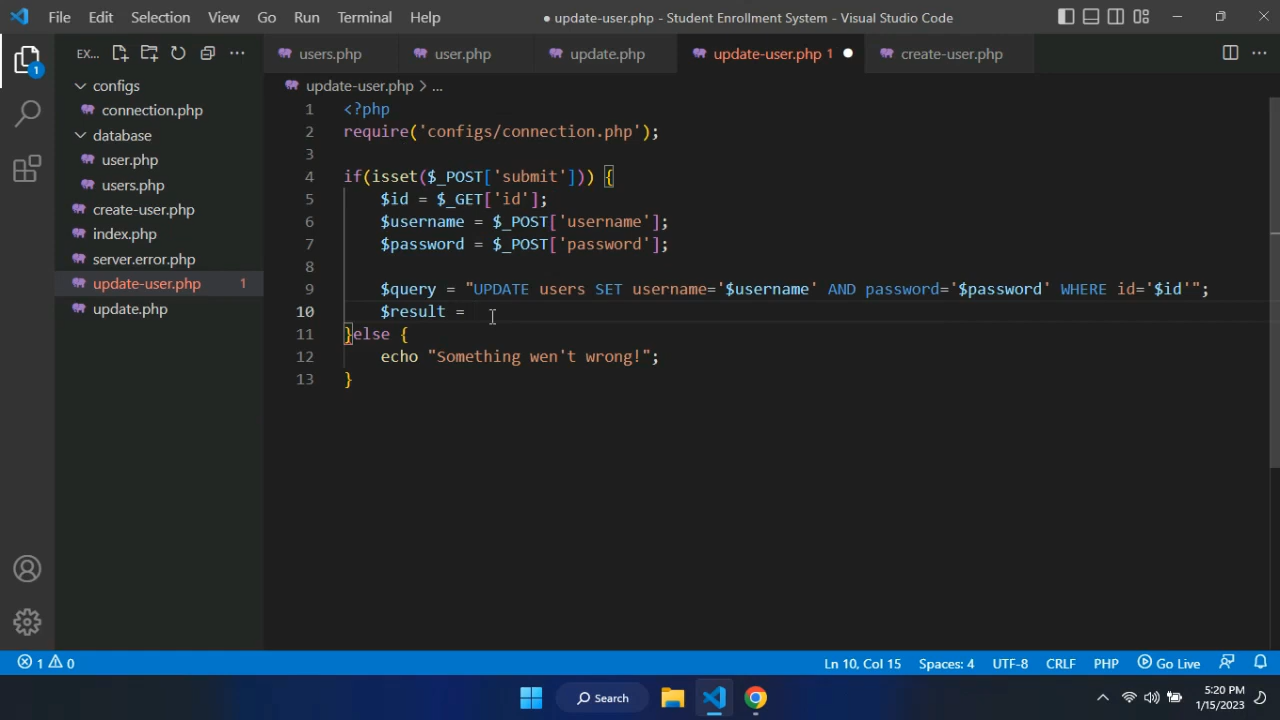 File Edit Selection View Go Run Terminal Help
● update-user.php - Student Enrollment System - Visual Studio Code
EX...
users.php
user.php
update.php
update-user.php 1 ●
create-user.php
1
configs
connection.php
database
user.php
users.php
create-user.php
index.php
server.error.php
update-user.php 1
update.php
update-user.php > ...
1 <?php
2 require('configs/connection.php');
3
4 if(isset($_POST['submit'])) {
5 $id = $_GET['id'];
6 $username = $_POST['username'];
7 $password = $_POST['password'];
8
9 $query = "UPDATE users SET username='$username' AND password='$password' WHERE id='$id'";
10 $result =
11 }else {
12 echo "Something wen't wrong!";
13 }
1 0
Ln 10, Col 15 Spaces: 4 UTF-8 CRLF PHP Go Live
Search
5:20 PM
1/15/2023